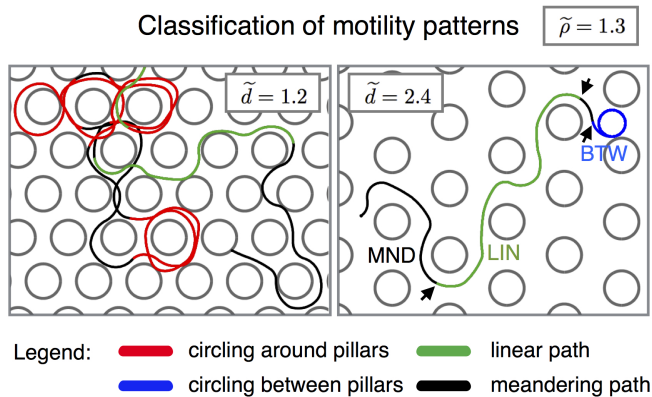 Classification of motility patterns
ρ̃ = 1.3
d̃ = 1.2
d̃ = 2.4
BTW
MND
LIN
Legend:
circling around pillars
linear path
circling between pillars
meandering path